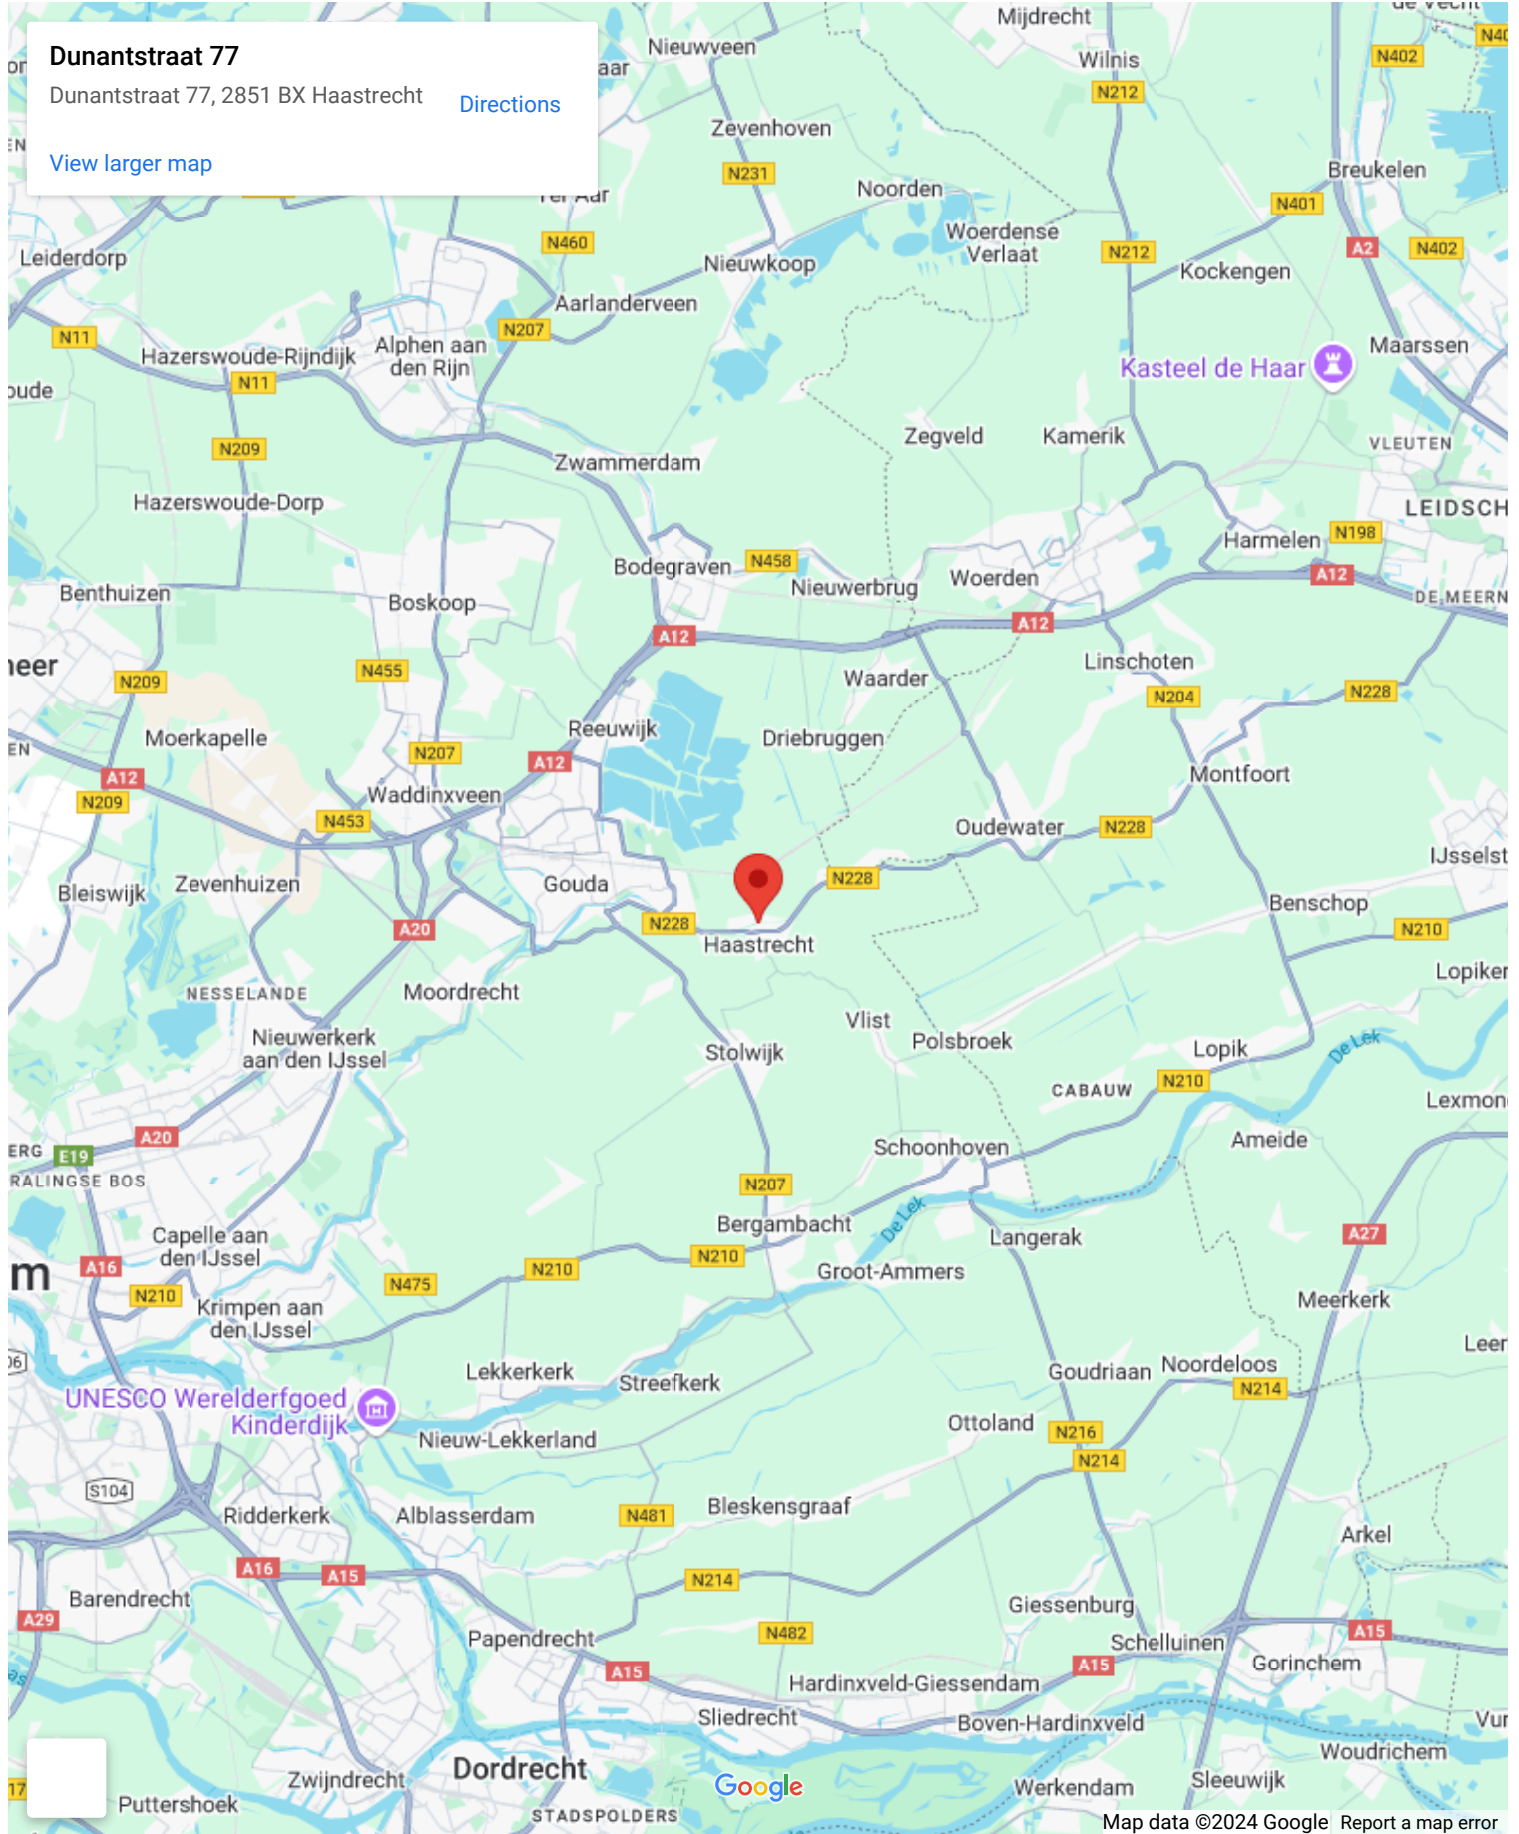 Dunantstraat 77
Dunantstraat 77, 2851 BX Haastrecht
Directions
View larger map
Mijdrecht
Nieuwveen
Wilnis
N402
N212
Zevenhoven
N231
Noorden
Breukelen
Ter Aar
N401
N460
Woerdense
Verlaat
N212
A2
N402
Leiderdorp
Nieuwkoop
Kockengen
Aarlanderveen
N11
N207
Hazerswoude-Rijndijk
Alphen aan
den Rijn
Maarssen
Kasteel de Haar
N11
oude
N209
Zegveld
Kamerik
VLEUTEN
Zwammerdam
Hazerswoude-Dorp
LEIDSCH
N198
Harmelen
Bodegraven
N458
Nieuwerbrug
Woerden
A12
Benthuizen
Boskoop
DE MEERN
A12
A12
neer
N455
Waarder
Linschoten
N209
N204
N228
Reeuwijk
Driebruggen
Moerkapelle
EN
N207
A12
A12
Montfoort
N209
Waddinxveen
N453
Oudewater
N228
IJsselst
Bleiswijk
Zevenhuizen
Gouda
N228
Benschop
A20
N228
N210
Haastrecht
Lopiker
NESSELANDE
Moordrecht
Vlist
Nieuwerkerk
aan den IJssel
Stolwijk
Polsbroek
Lopik
De Lek
CABAUW
N210
Lexmon
A20
Ameide
ERG
E19
Schoonhoven
RALINGSE BOS
N207
De Lek
Bergambacht
Langerak
A27
Capelle aan
den IJssel
m
A16
N210
N210
Groot-Ammers
N475
N210
Krimpen aan
den IJssel
Meerkerk
Leer
Lekkerkerk
Streefkerk
Goudriaan
Noordeloos
N214
UNESCO Werelderfgoed
Kinderdijk
Ottoland
N216
Nieuw-Lekkerland
N214
S104
Bleskensgraaf
Ridderkerk
Alblasserdam
N481
Arkel
A16
A15
N214
Barendrecht
Giessenburg
A29
N482
Papendrecht
A15
Schelluinen
A15
A15
Gorinchem
Hardinxveld-Giessendam
Sliedrecht
Boven-Hardinxveld
Vur
Woudrichem
Dordrecht
Zwijndrecht
Google
Werkendam
Sleeuwijk
17
Puttershoek
STADSPOLDERS
Map data ©2024 Google
Report a map error